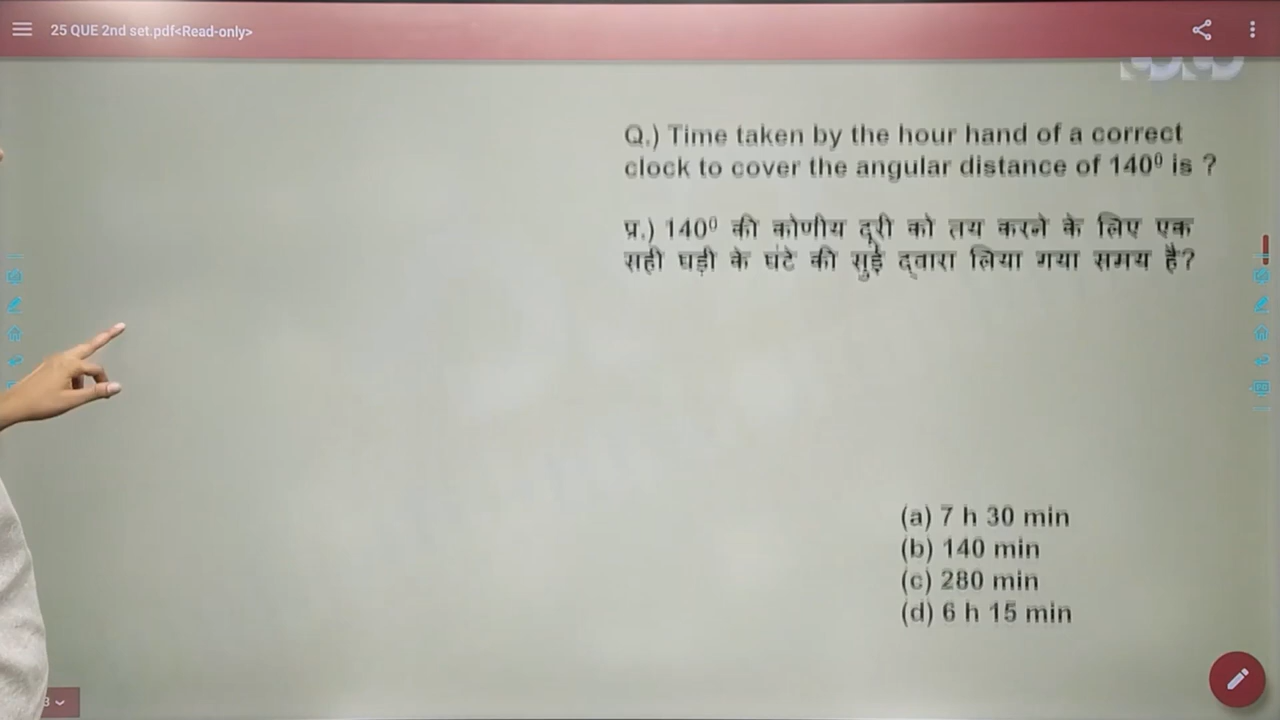 25 QUE 2nd set.pdf<Read-only>
Q.) Time taken by the hour hand of a correct
clock to cover the angular distance of 140⁰ is ?
प्र.) 140⁰ की कोणीय दूरी को तय करने के लिए एक
सही घड़ी के घंटे की सुई द्वारा लिया गया समय है?
(a) 7 h 30 min
(b) 140 min
(c) 280 min
(d) 6 h 15 min
3